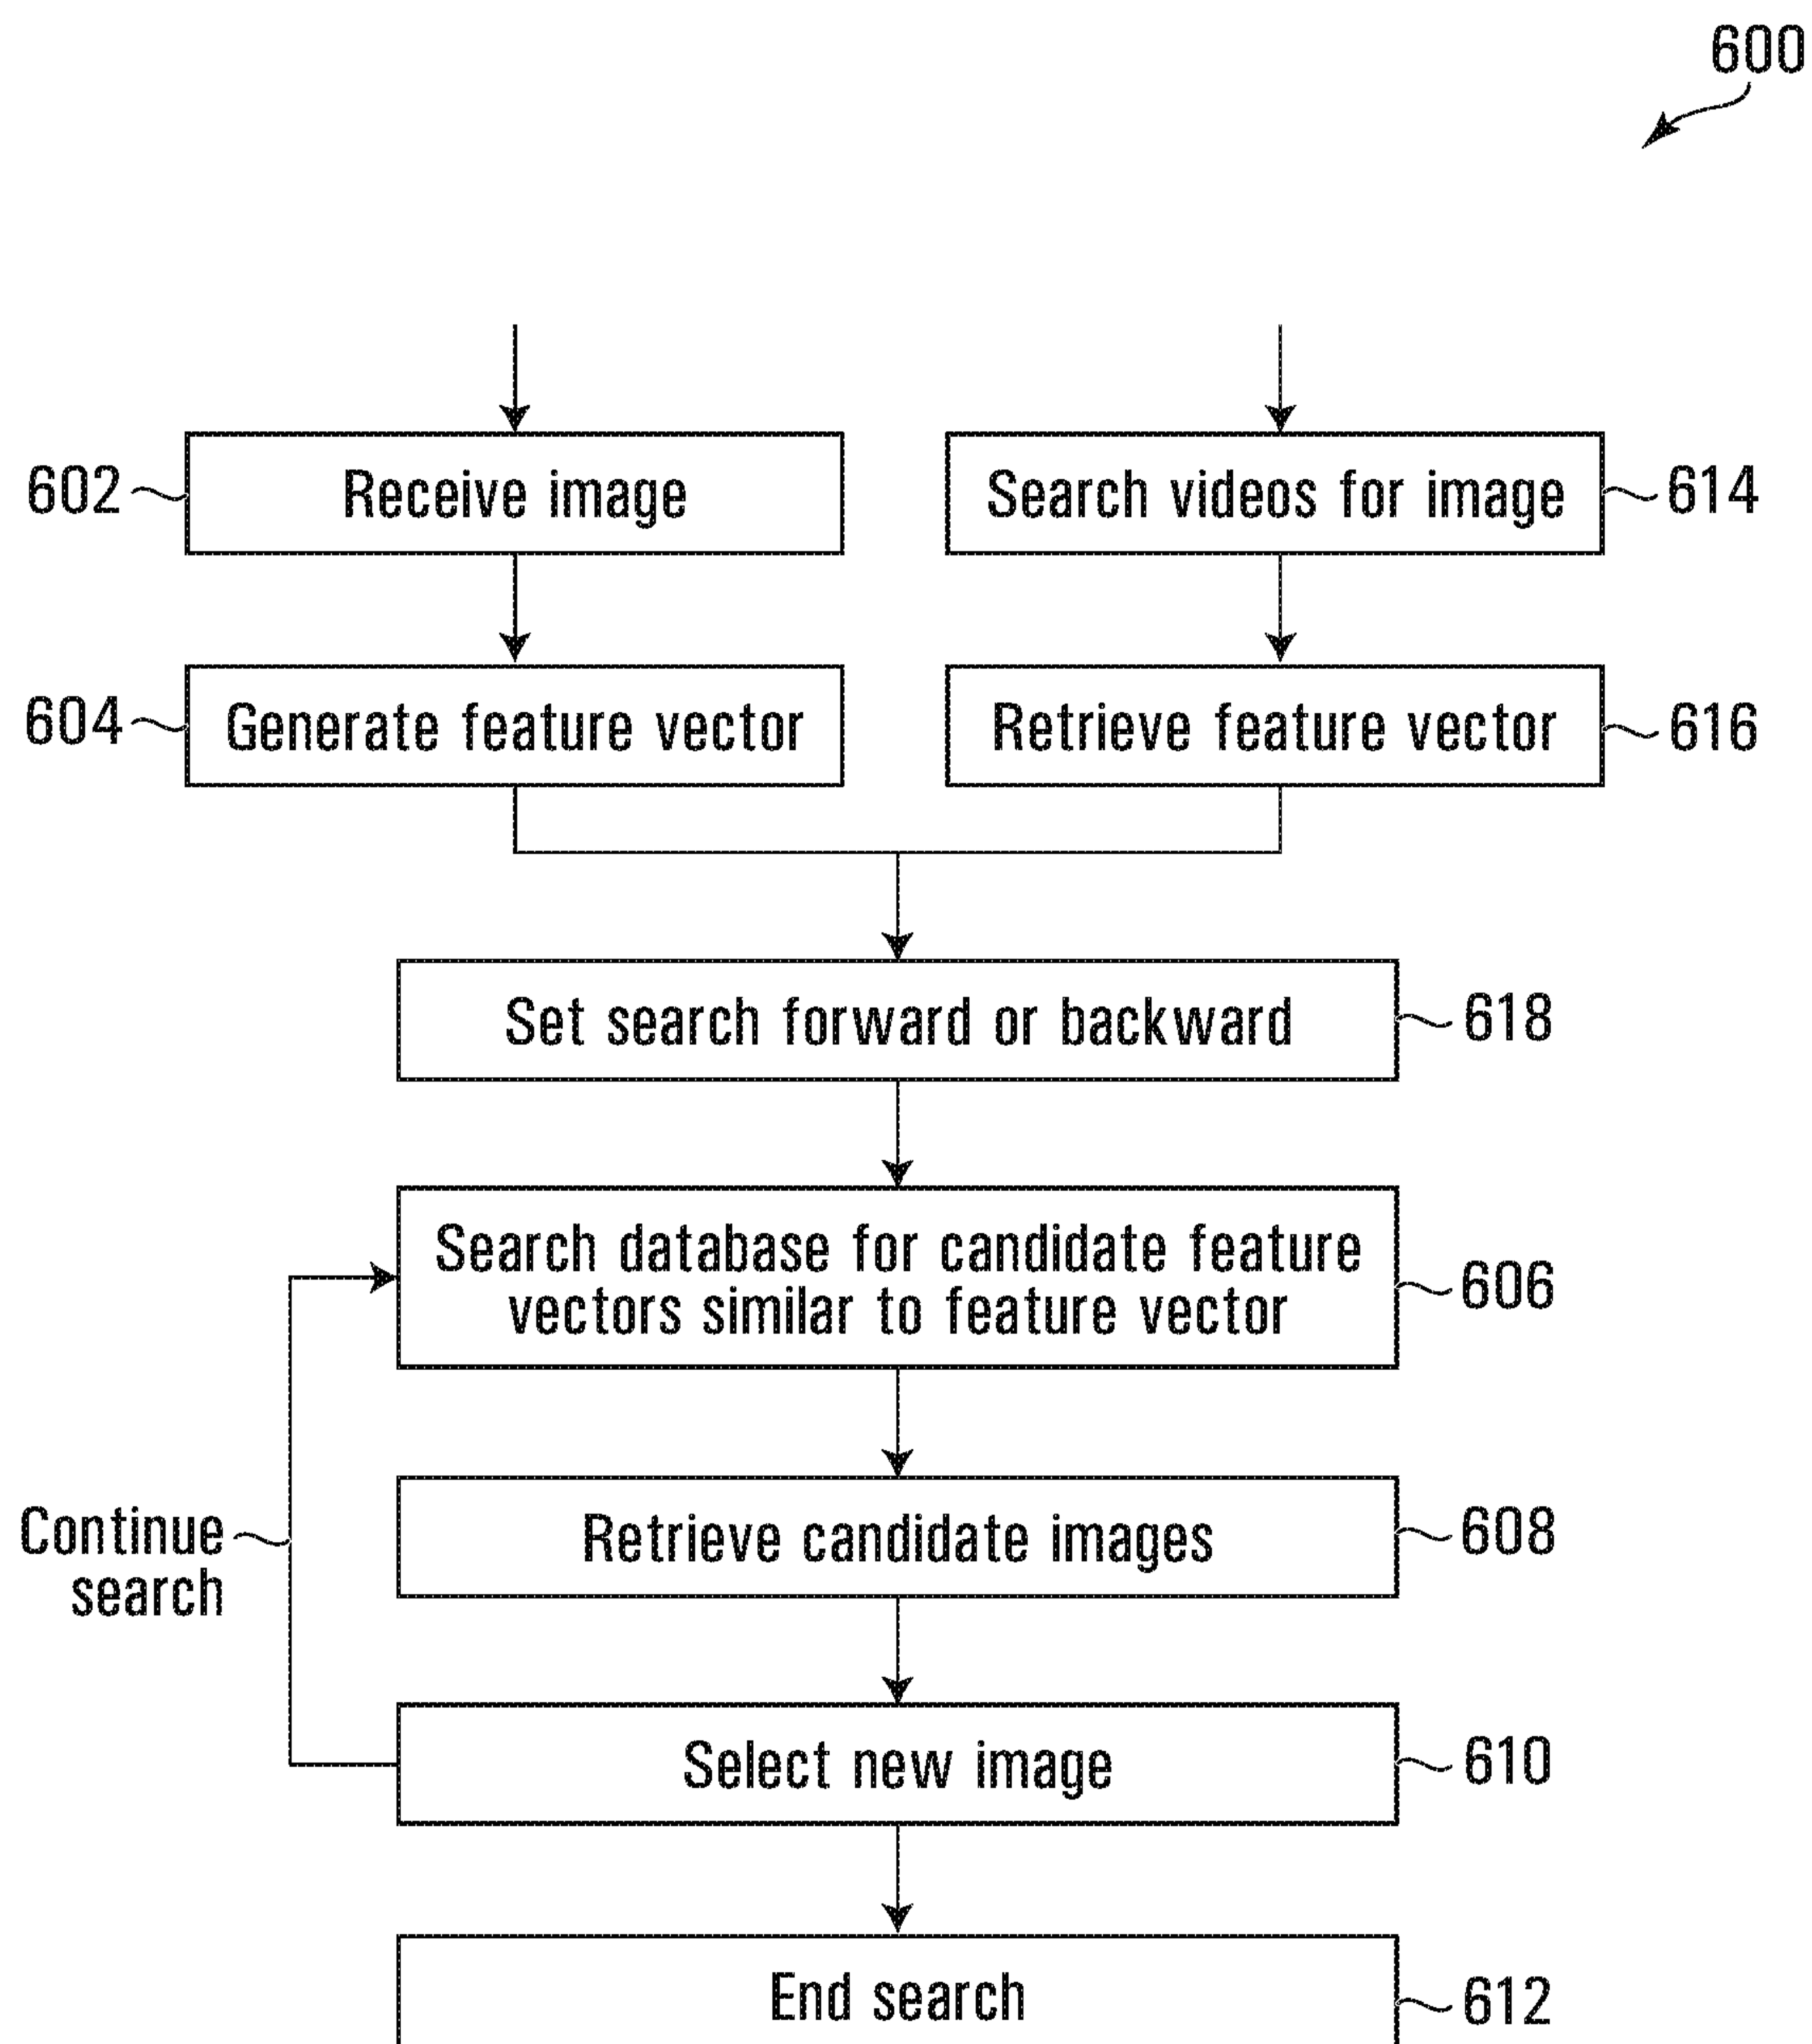 600
602
Receive image
Search videos for image
614
604
Generate feature vector
Retrieve feature vector
616
Set search forward or backward
618
Search database for candidate feature
vectors similar to feature vector
606
Continue
search
Retrieve candidate images
608
Select new image
610
End search
612